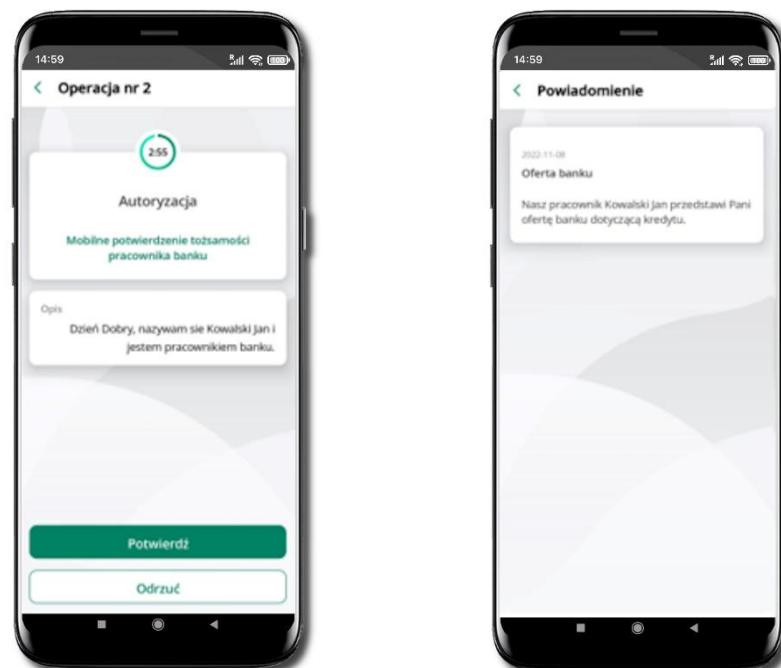 14:59
Operacja nr 2
2:55
Autoryzacja
Mobilne potwierdzenie tożsamości
pracownika banku
Opis
Dzień Dobry, nazywam sie Kowalski Jan i
jestem pracownikiem banku.
Potwierdź
Odrzuć
14:59
Powiadomienie
2022-11-08
Oferta banku
Nasz pracownik Kowalski Jan przedstawi Pani
ofertę banku dotyczącą kredytu.